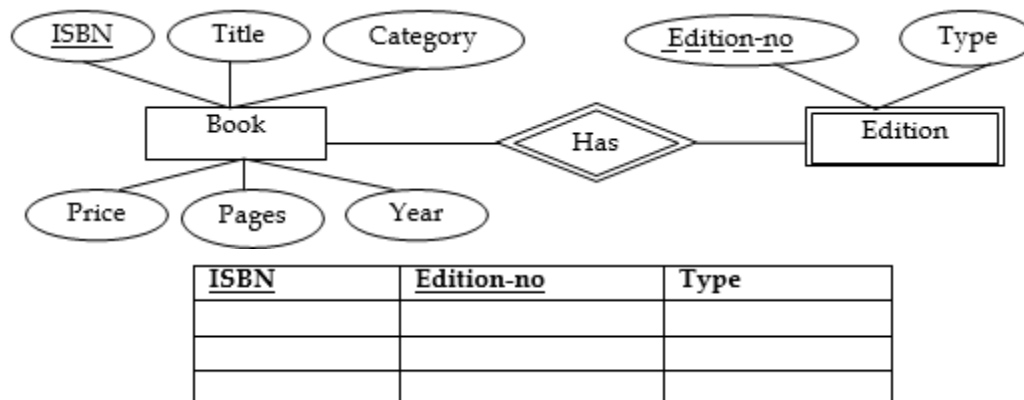 ISBN Title Category Edition-no Type
Book Has Edition
Price Pages Year
ISBN Edition-no Type